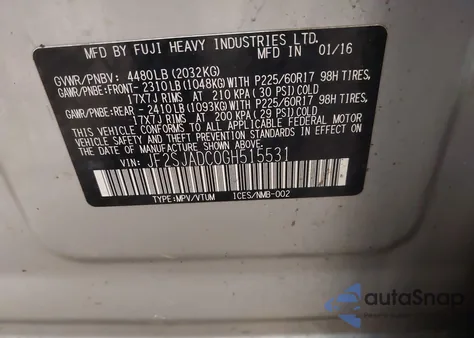 MFD BY FUJI HEAVY INDUSTRIES LTD.
MADE IN 01/16
GVWR/PNBV: 4480LB (2032KG)
GAWR/PNBE:FRONT- 2310LB (1048KG)WITH P225/60R17 98H TIRES,
17X7J RIMS AT 210 KPA (30 PSI) COLD
GAWR/PNBE:REAR - 2410LB (1093KG)WITH P225/60R17 98H TIRES,
17X7J RIMS AT 200 KPA (29 PSI) COLD
THIS VEHICLE CONFORMS TO ALL APPLICABLE FEDERAL MOTOR
VEHICLE SAFETY, BUMPER, AND THEFT PREVENTION STANDARDS
IN EFFECT ON THE DATE OF MANUFACTURE SHOWN ABOVE.
VIN: JF2SJADC0GH515531
TYPE:MPV/VTUM ICES/NMB-002
autoSnap